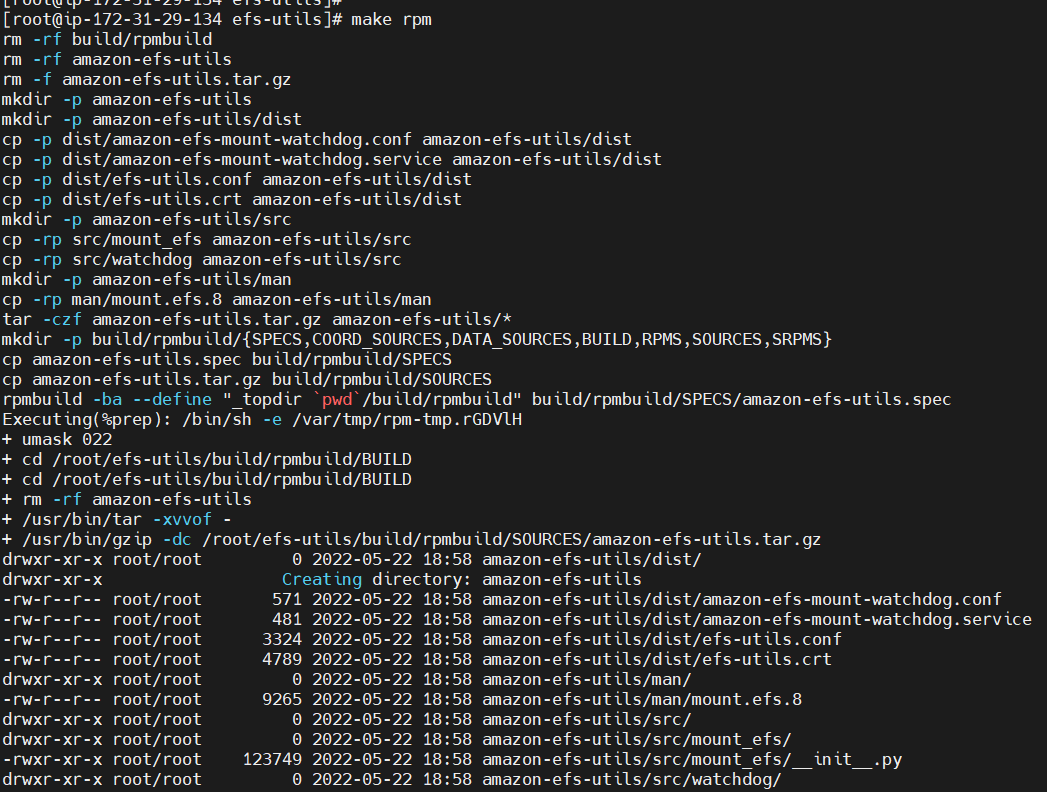 [root@ip-172-31-29-134 efs-utils]#
[root@ip-172-31-29-134 efs-utils]# make rpm
rm -rf build/rpmbuild
rm -rf amazon-efs-utils
rm -f amazon-efs-utils.tar.gz
mkdir -p amazon-efs-utils
mkdir -p amazon-efs-utils/dist
cp -p dist/amazon-efs-mount-watchdog.conf amazon-efs-utils/dist
cp -p dist/amazon-efs-mount-watchdog.service amazon-efs-utils/dist
cp -p dist/efs-utils.conf amazon-efs-utils/dist
cp -p dist/efs-utils.crt amazon-efs-utils/dist
mkdir -p amazon-efs-utils/src
cp -rp src/mount_efs amazon-efs-utils/src
cp -rp src/watchdog amazon-efs-utils/src
mkdir -p amazon-efs-utils/man
cp -rp man/mount.efs.8 amazon-efs-utils/man
tar -czf amazon-efs-utils.tar.gz amazon-efs-utils/*
mkdir -p build/rpmbuild/{SPECS,COORD_SOURCES,DATA_SOURCES,BUILD,RPMS,SOURCES,SRPMS}
cp amazon-efs-utils.spec build/rpmbuild/SPECS
cp amazon-efs-utils.tar.gz build/rpmbuild/SOURCES
rpmbuild -ba --define "_topdir `pwd`/build/rpmbuild" build/rpmbuild/SPECS/amazon-efs-utils.spec
Executing(%prep): /bin/sh -e /var/tmp/rpm-tmp.rGDVlH
+ umask 022
+ cd /root/efs-utils/build/rpmbuild/BUILD
+ cd /root/efs-utils/build/rpmbuild/BUILD
+ rm -rf amazon-efs-utils
+ /usr/bin/tar -xvvof -
+ /usr/bin/gzip -dc /root/efs-utils/build/rpmbuild/SOURCES/amazon-efs-utils.tar.gz
drwxr-xr-x root/root         0 2022-05-22 18:58 amazon-efs-utils/dist/
drwxr-xr-x                  Creating directory: amazon-efs-utils
-rw-r--r-- root/root       571 2022-05-22 18:58 amazon-efs-utils/dist/amazon-efs-mount-watchdog.conf
-rw-r--r-- root/root       481 2022-05-22 18:58 amazon-efs-utils/dist/amazon-efs-mount-watchdog.service
-rw-r--r-- root/root      3324 2022-05-22 18:58 amazon-efs-utils/dist/efs-utils.conf
-rw-r--r-- root/root      4789 2022-05-22 18:58 amazon-efs-utils/dist/efs-utils.crt
drwxr-xr-x root/root         0 2022-05-22 18:58 amazon-efs-utils/man/
-rw-r--r-- root/root      9265 2022-05-22 18:58 amazon-efs-utils/man/mount.efs.8
drwxr-xr-x root/root         0 2022-05-22 18:58 amazon-efs-utils/src/
drwxr-xr-x root/root         0 2022-05-22 18:58 amazon-efs-utils/src/mount_efs/
-rwxr-xr-x root/root    123749 2022-05-22 18:58 amazon-efs-utils/src/mount_efs/__init__.py
drwxr-xr-x root/root         0 2022-05-22 18:58 amazon-efs-utils/src/watchdog/